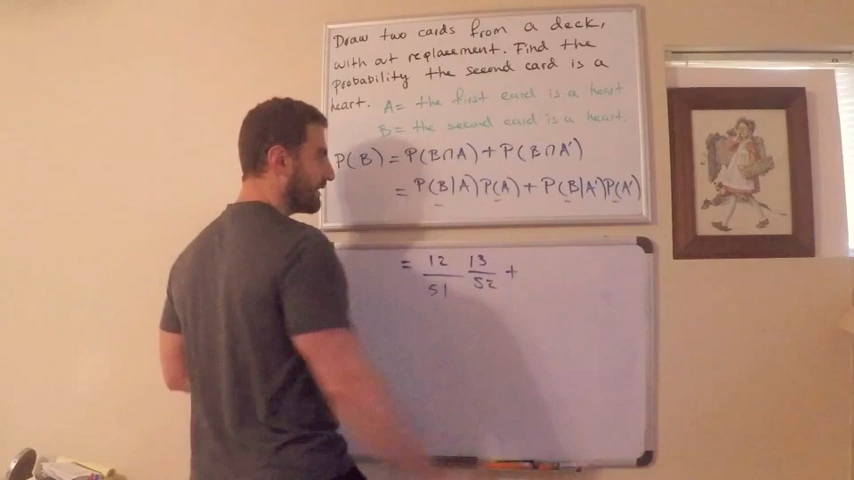 Draw two cards from a deck,
with out replacement. Find the
probability the second card is a
heart. A= the first card is a heart
B= the second card is a heart.
P(B) = P(B∩A) + P(B∩A')
= P(B|A)P(A) + P(B|A')P(A')
= 12/51 13/52 +